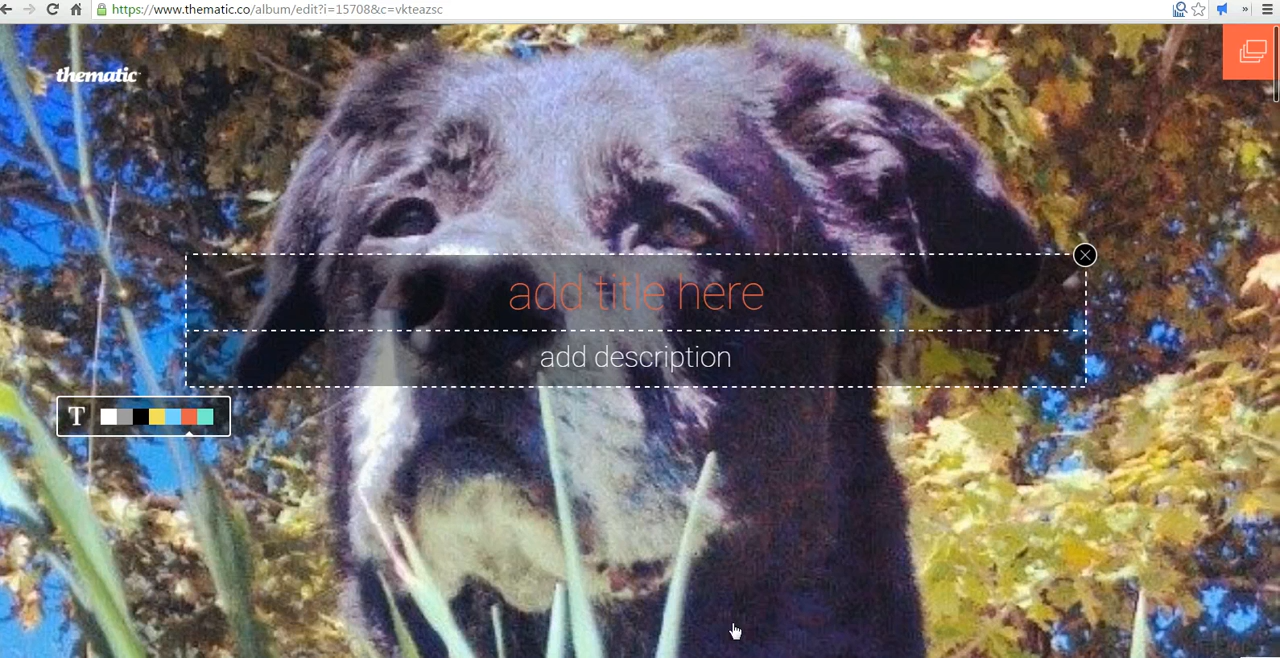 https://www.thematic.co/album/edit?i=15708&c=vkteazsc
thematic
add title here
add description
T